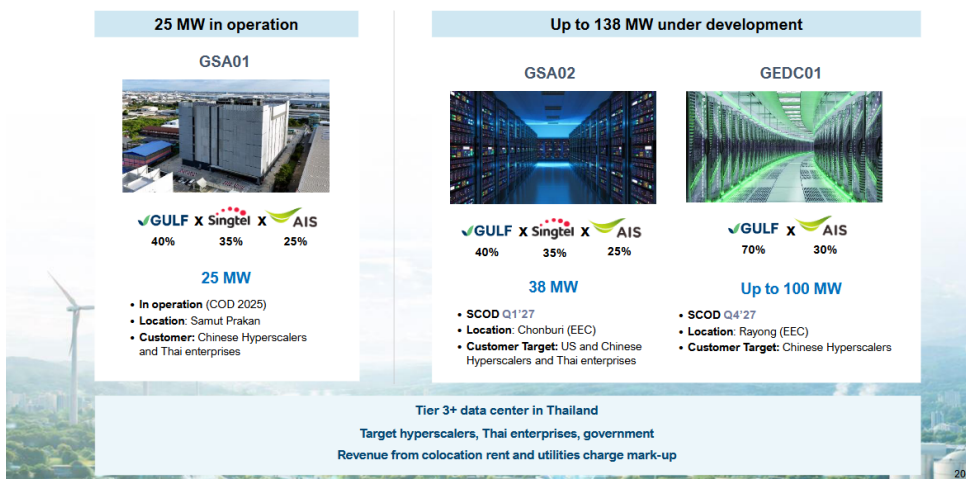 25 MW in operation
GSA01
GULF x Singtel x AIS
40% 35% 25%
25 MW
• In operation (COD 2025)
• Location: Samut Prakan
• Customer: Chinese Hyperscalers
and Thai enterprises
Up to 138 MW under development
GSA02
GULF x Singtel x AIS
40% 35% 25%
38 MW
• SCOD Q1'27
• Location: Chonburi (EEC)
• Customer Target: US and Chinese
Hyperscalers and Thai enterprises
GEDC01
GULF x AIS
70% 30%
Up to 100 MW
• SCOD Q4'27
• Location: Rayong (EEC)
• Customer Target: Chinese Hyperscalers
Tier 3+ data center in Thailand
Target hyperscalers, Thai enterprises, government
Revenue from colocation rent and utilities charge mark-up
20